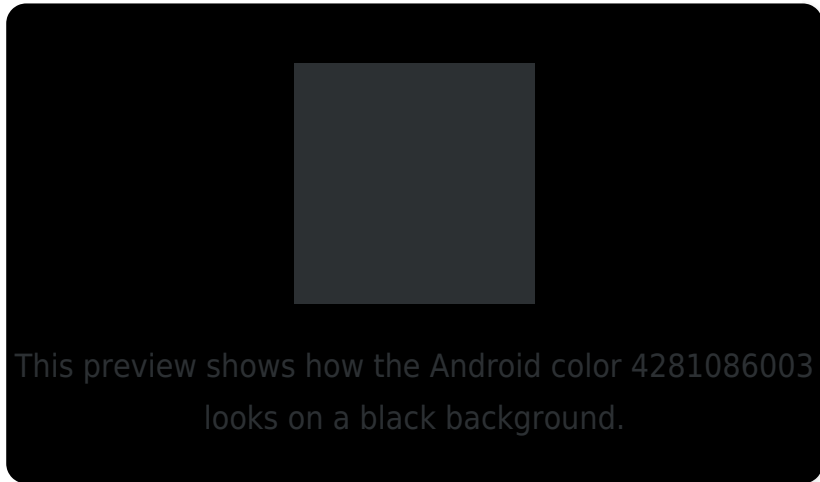 This preview shows how the Android color 4281086003
looks on a black background.